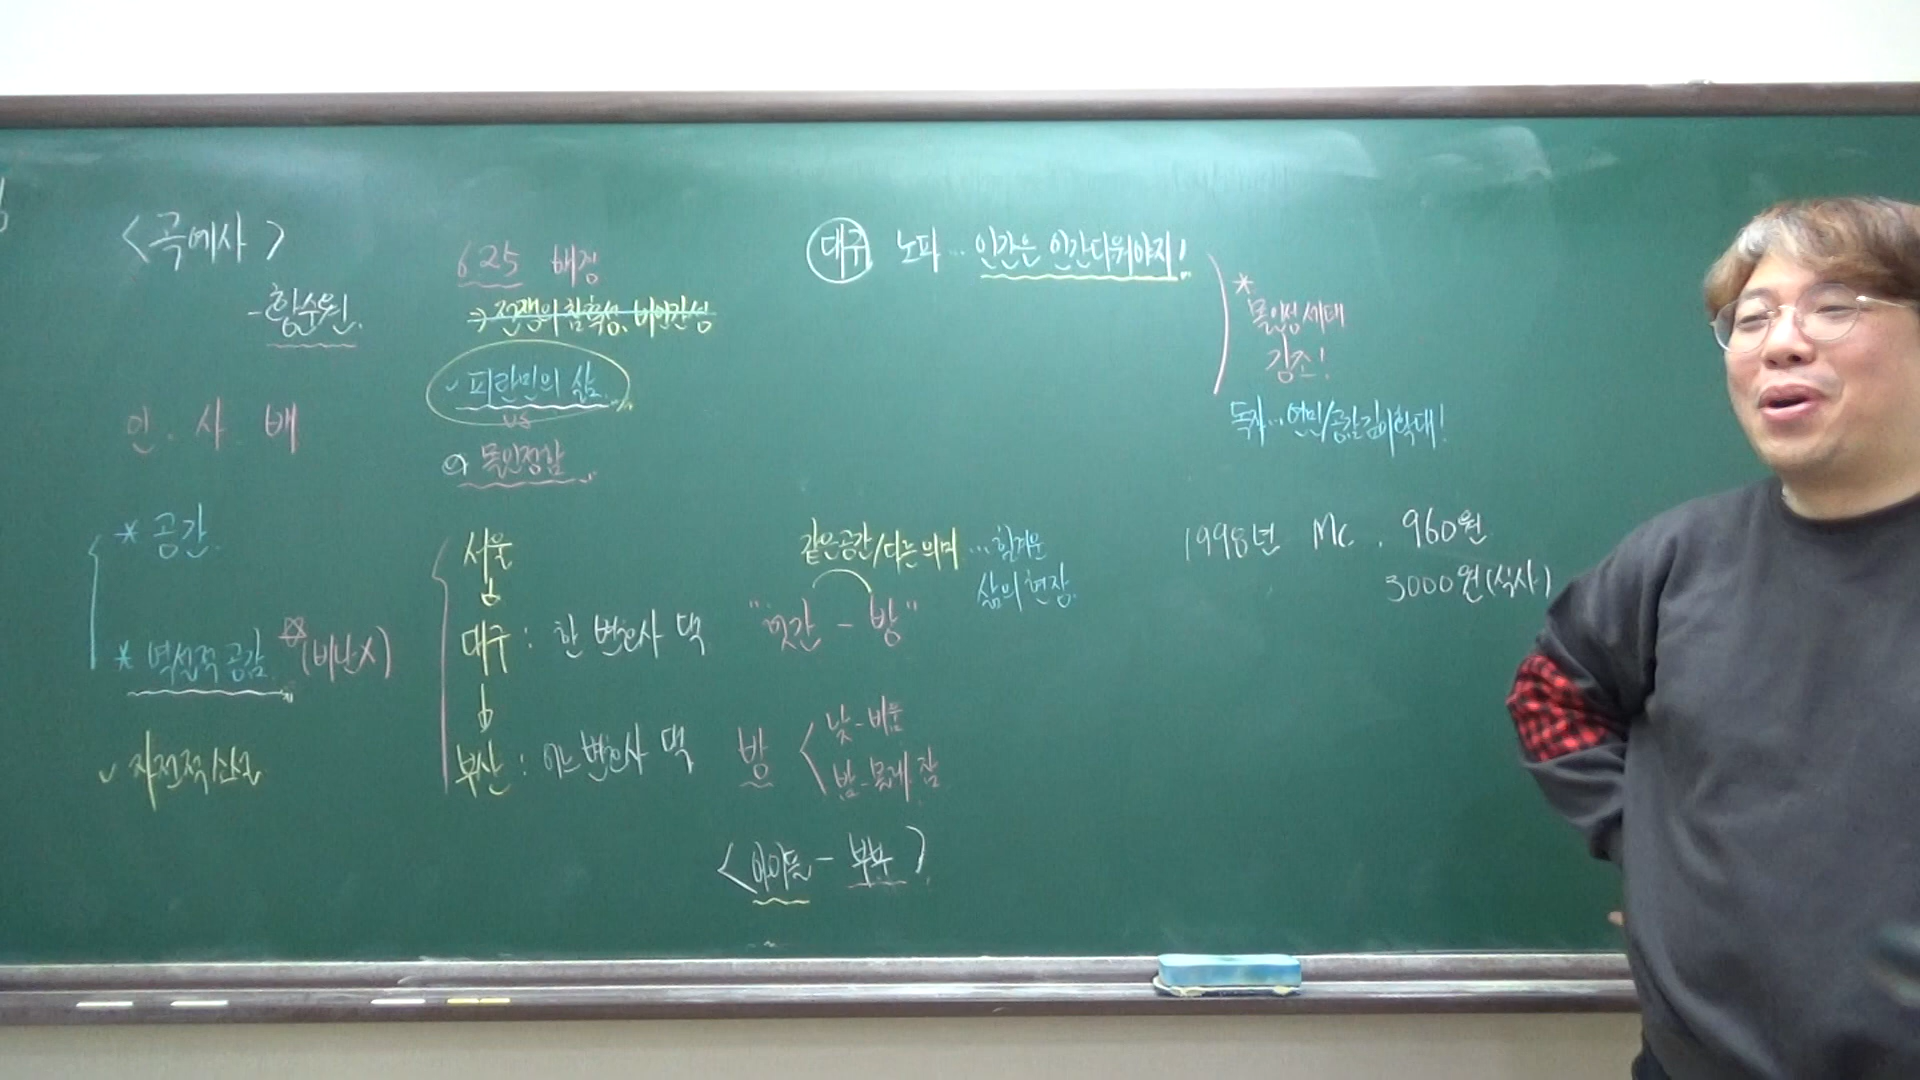 <곡예사>
- 황순원.
인. 사. 배
* 공간.
* 역설적 공간. (비난X)
✓ 자전적 소설
6.25 배경
→ 전쟁의 참혹성, 비인간성
✓ 피란민의 삶.
vs
몰인정함
서울
↓
대구 : 한 변호사 댁 "헛간 - 방"
↓
부산 : 어느 변호사 댁 방 < 낮 - 비움
밤 - 몰래 잠
<아이들 - 부부>
같은 공간/다른 의미 … 힘겨운
삶의 현장.
대구 노파 … 인간은 인간다워야지!
*
몰인정 세태
강조!
독자 … 연민/공감 깊이 확대!
1998년 Mc. 960원
3000원(식사)